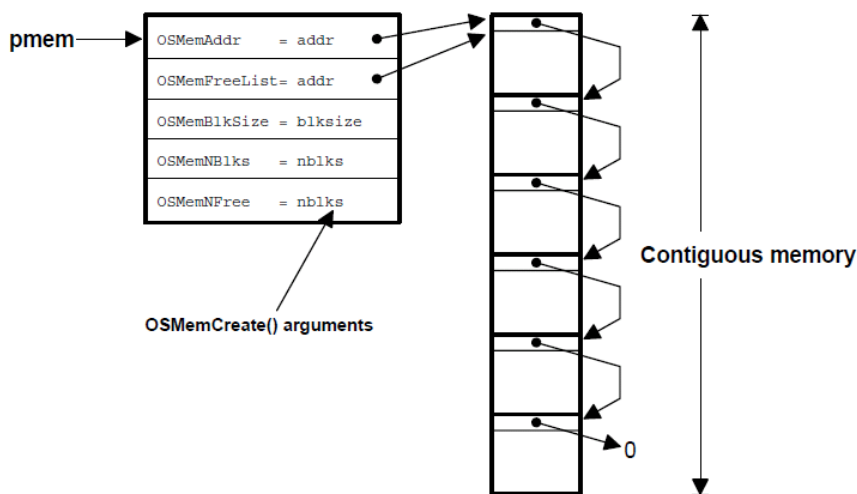 pmem
OSMemAddr = addr
OSMemFreeList= addr
OSMemBlkSize = blksize
OSMemNBlks = nblks
OSMemNFree = nblks
OSMemCreate() arguments
Contiguous memory
0